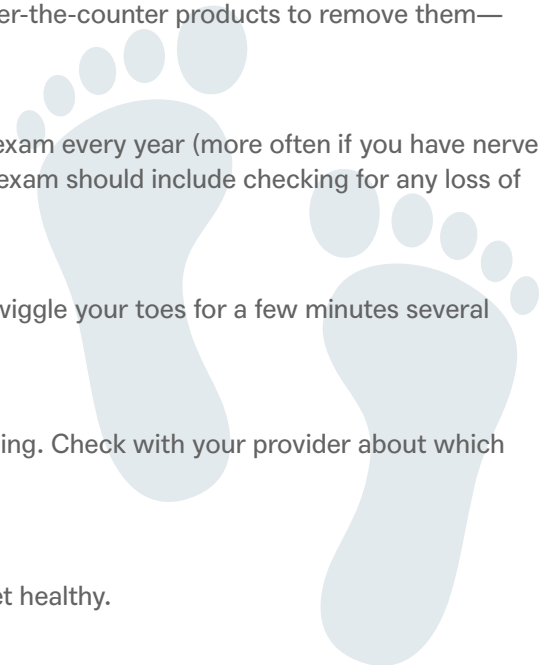 er-the-counter products to remove them—
exam every year (more often if you have nerve
exam should include checking for any loss of
wiggle your toes for a few minutes several
ing. Check with your provider about which
et healthy.